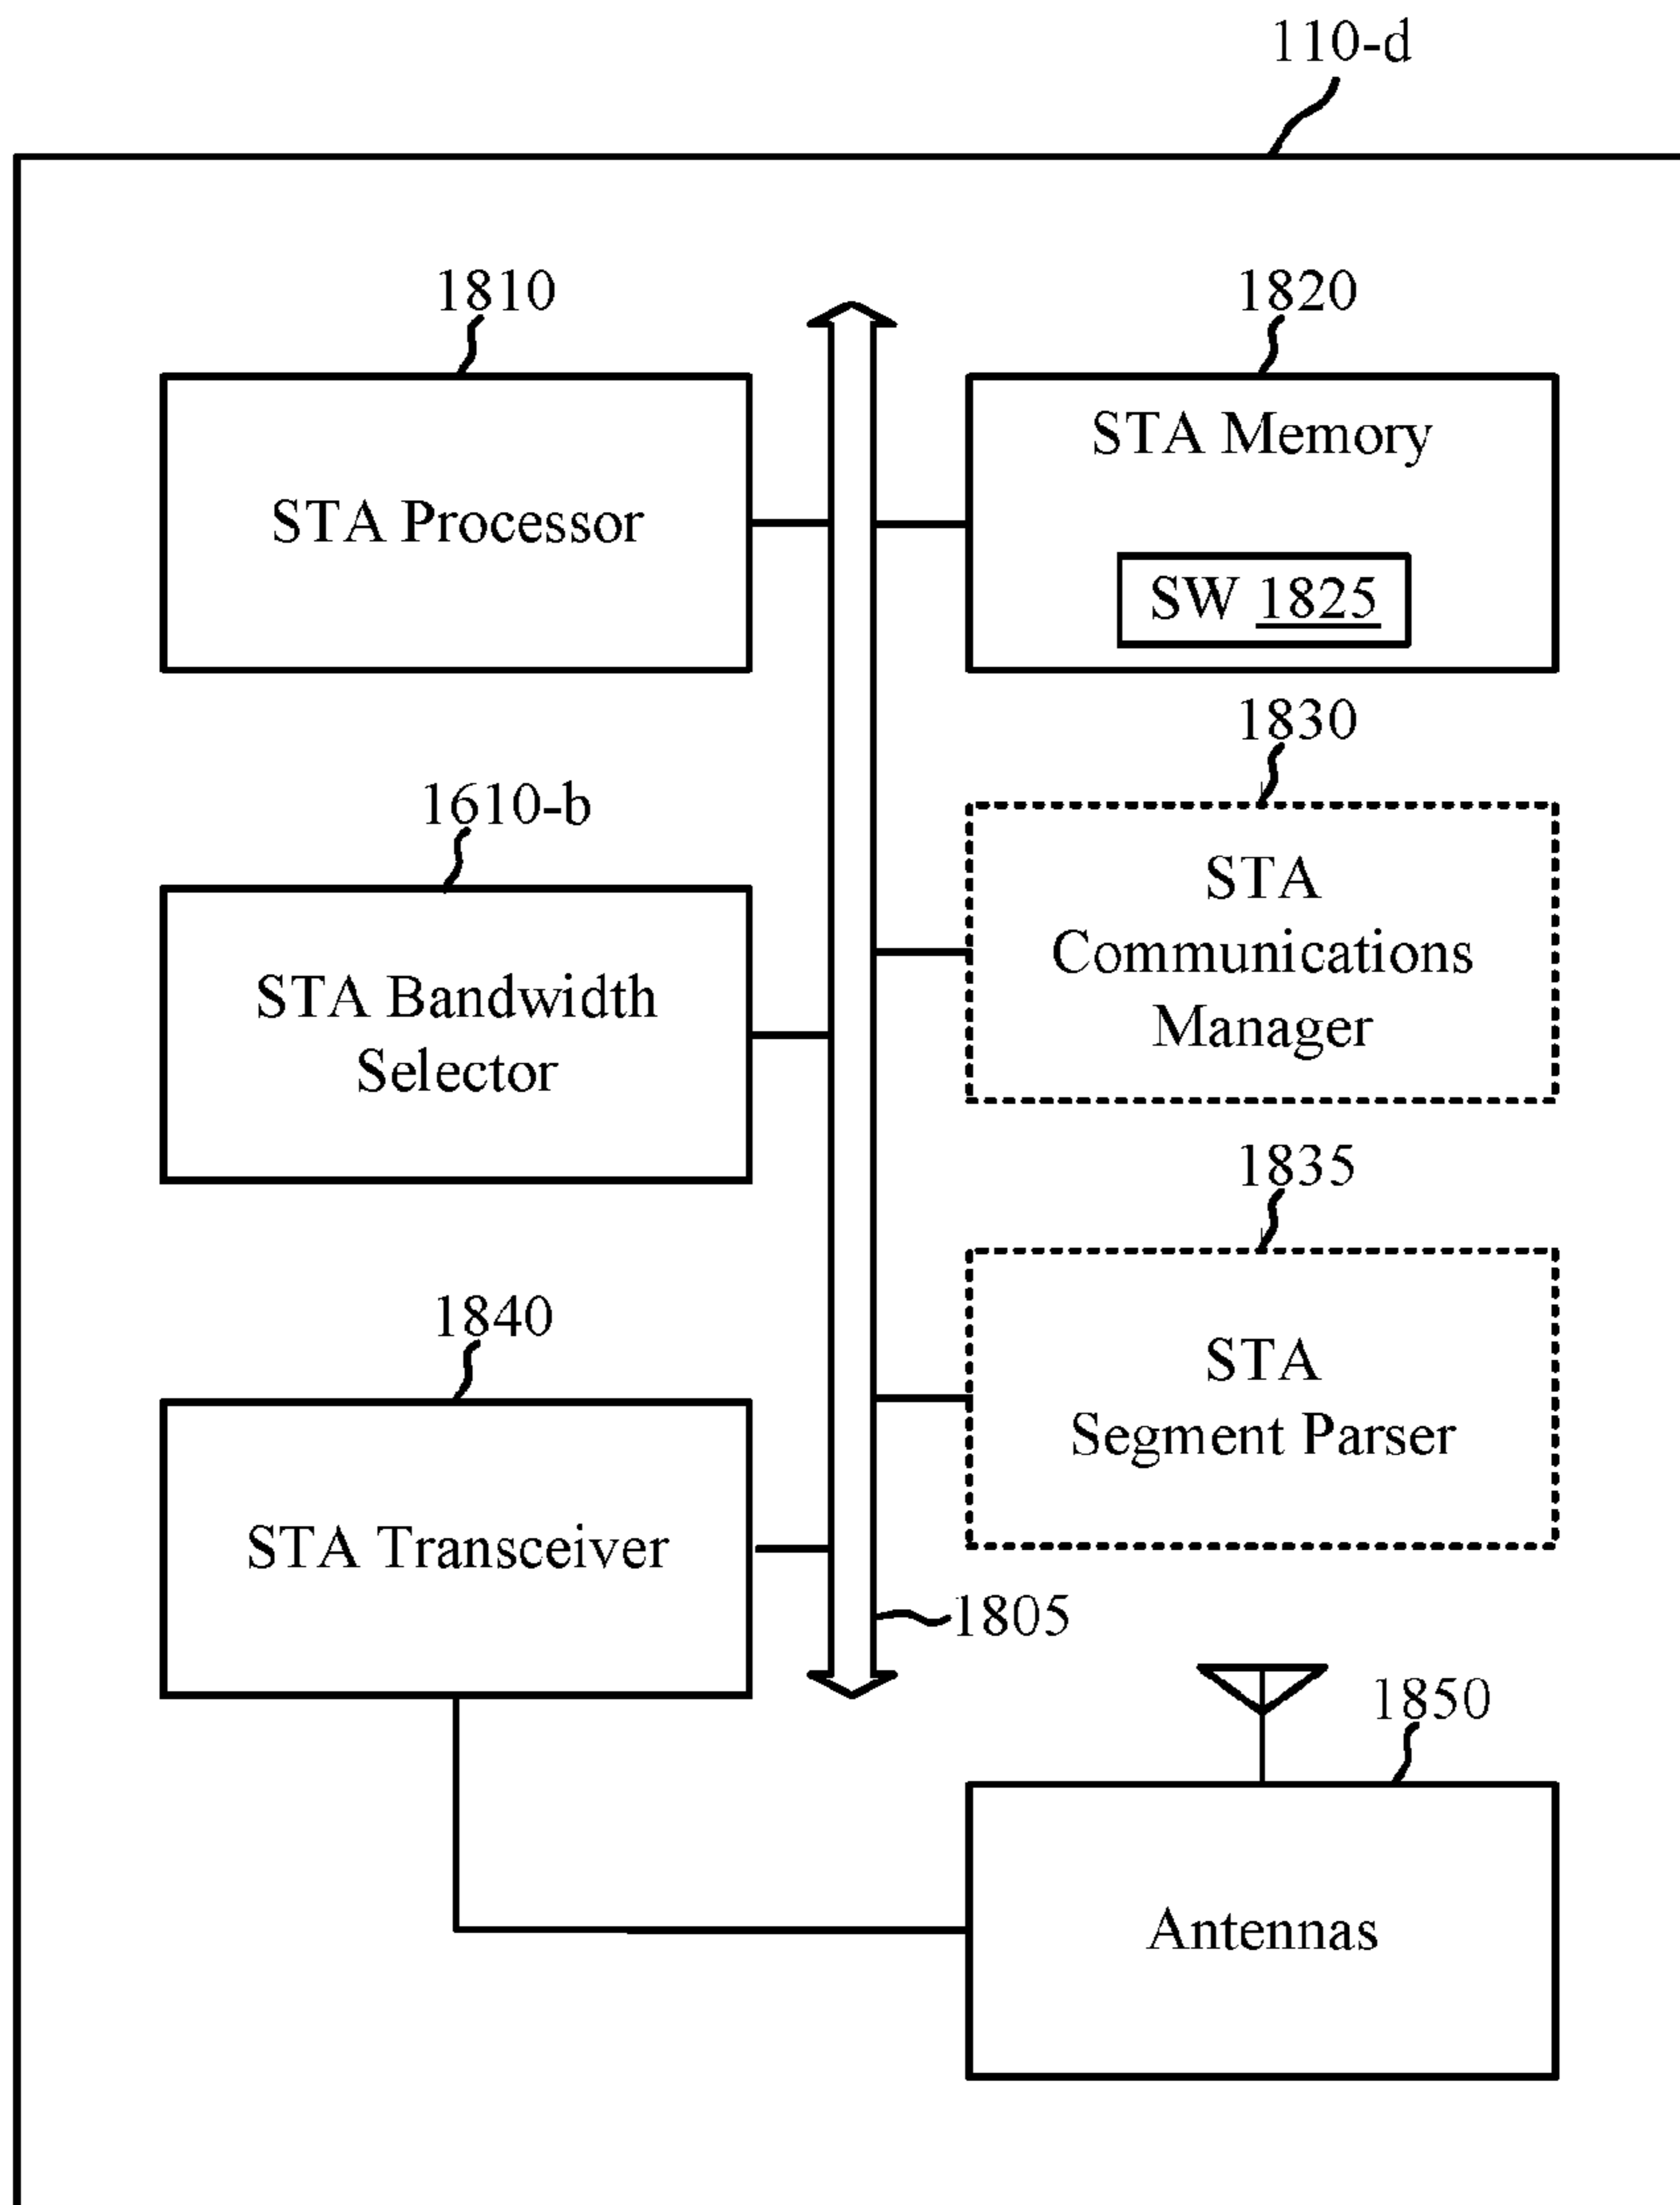 110-d
1810
1820
STA Processor
STA Memory
SW 1825
1830
1610-b
STA
Communications
Manager
STA Bandwidth
Selector
1835
1840
STA
Segment Parser
STA Transceiver
1805
1850
Antennas